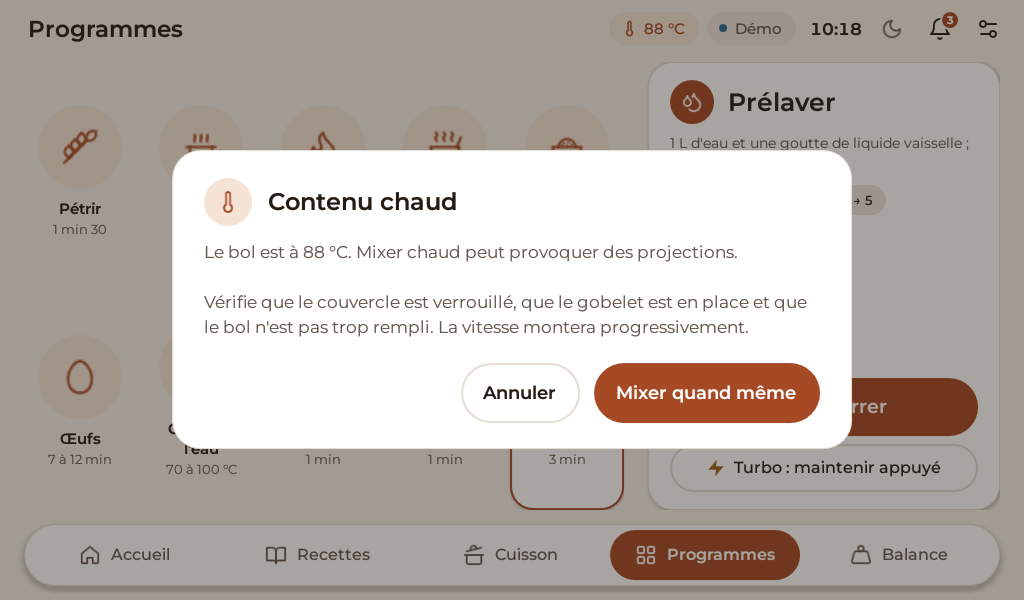 Programmes
88 °C
Démo
10:18
3
Prélaver
1 L d'eau et une goutte de liquide vaisselle ;
→ 5
Pétrir
1 min 30
Contenu chaud
Le bol est à 88 °C. Mixer chaud peut provoquer des projections.
Vérifie que le couvercle est verrouillé, que le gobelet est en place et que
le bol n'est pas trop rempli. La vitesse montera progressivement.
Annuler
Mixer quand même
Œufs
7 à 12 min
l'eau
70 à 100 °C
1 min
1 min
3 min
Turbo : maintenir appuyé
Accueil
Recettes
Cuisson
Programmes
Balance